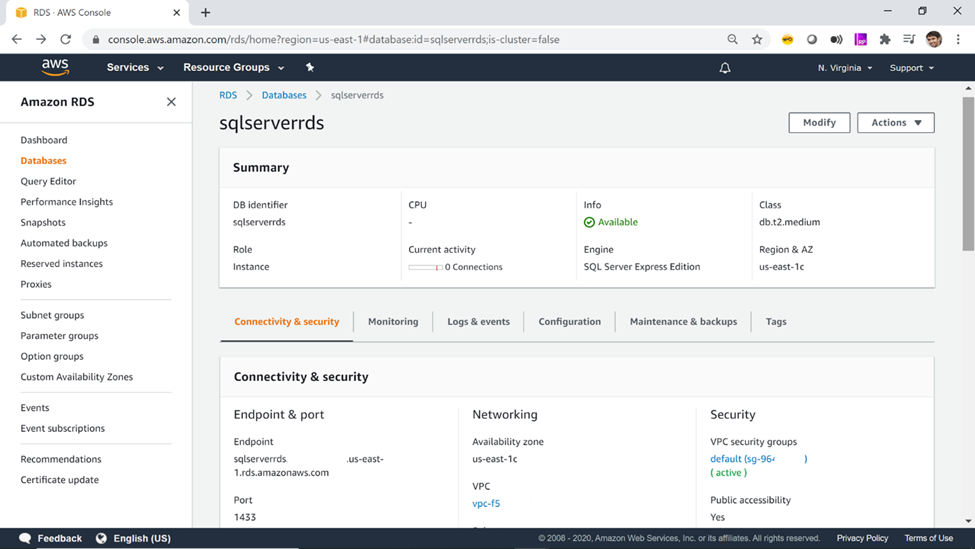 RDS · AWS Console
console.aws.amazon.com/rds/home?region=us-east-1#database:id=sqlserverrds;is-cluster=false
aws
Services
Resource Groups
N. Virginia
Support
Amazon RDS
Dashboard
Databases
Query Editor
Performance Insights
Snapshots
Automated backups
Reserved instances
Proxies
Subnet groups
Parameter groups
Option groups
Custom Availability Zones
Events
Event subscriptions
Recommendations
Certificate update
RDS > Databases > sqlserverrds
sqlserverrds
Modify
Actions
Summary
DB identifier
sqlserverrds
CPU
-
Info
Available
Class
db.t2.medium
Role
Instance
Current activity
0 Connections
Engine
SQL Server Express Edition
Region & AZ
us-east-1c
Connectivity & security
Monitoring
Logs & events
Configuration
Maintenance & backups
Tags
Connectivity & security
Endpoint & port
Endpoint
sqlserverrds. .us-east-
1.rds.amazonaws.com
Port
1433
Networking
Availability zone
us-east-1c
VPC
vpc-f5
Security
VPC security groups
default (sg-964 )
( active )
Public accessibility
Yes
Feedback
English (US)
© 2008 - 2020, Amazon Web Services, Inc. or its affiliates. All rights reserved.
Privacy Policy
Terms of Use